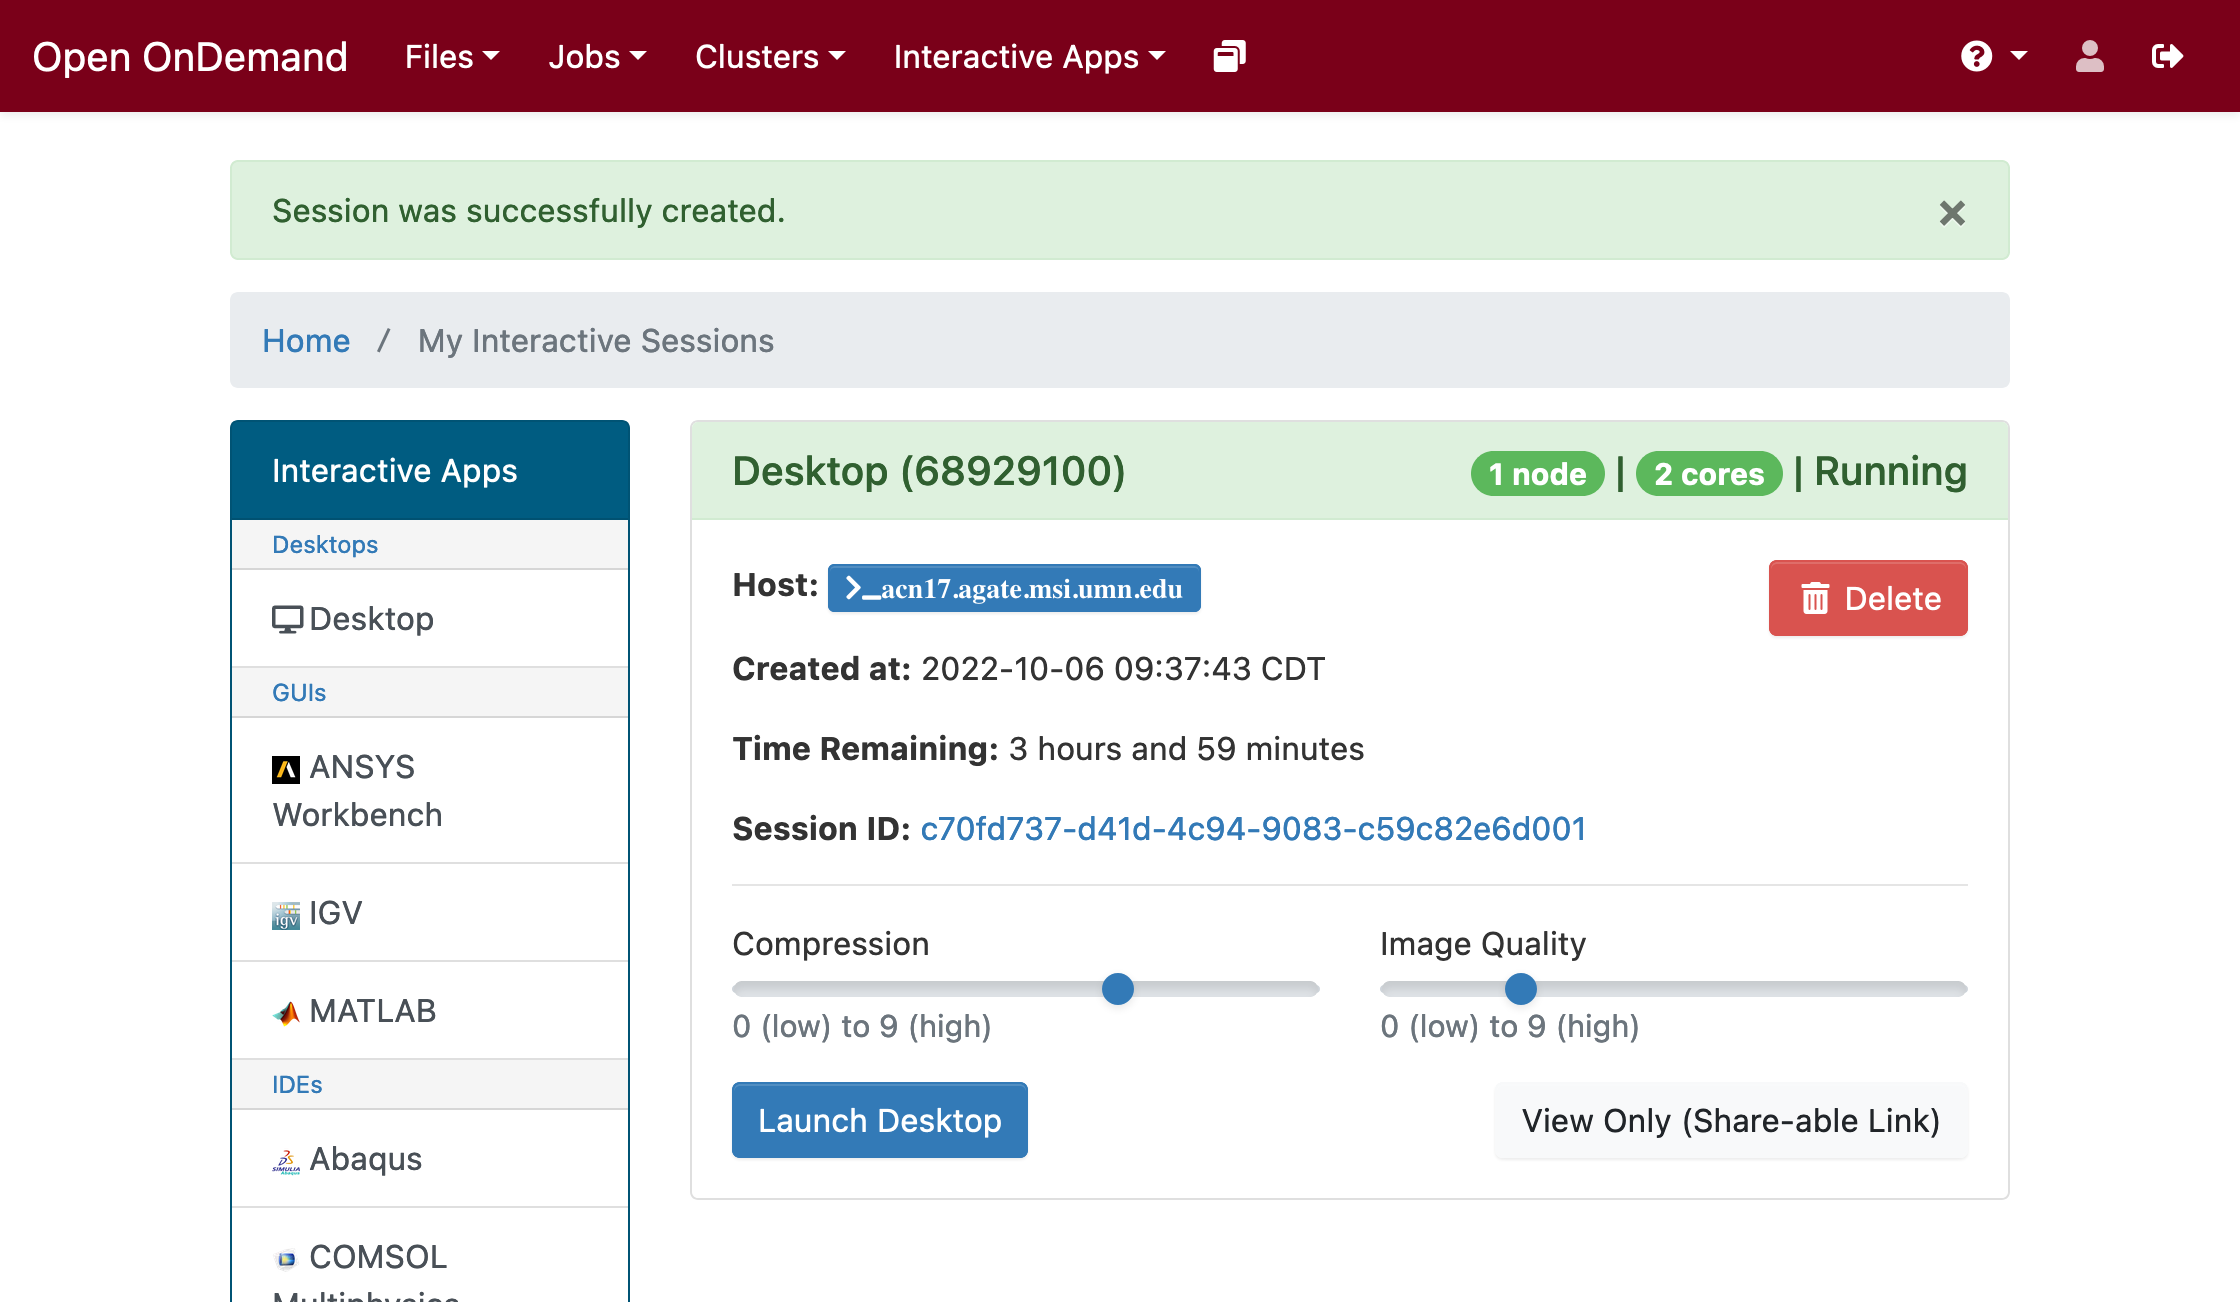 Open OnDemand Files Jobs Clusters Interactive Apps
Session was successfully created.
Home / My Interactive Sessions
Interactive Apps
Desktops
Desktop
GUIs
ANSYS
Workbench
IGV
MATLAB
IDEs
Abaqus
COMSOL
Multiphysics
Desktop (68929100) 1 node | 2 cores | Running
Host: >_acn17.agate.msi.umn.edu Delete
Created at: 2022-10-06 09:37:43 CDT
Time Remaining: 3 hours and 59 minutes
Session ID: c70fd737-d41d-4c94-9083-c59c82e6d001
Compression Image Quality
0 (low) to 9 (high) 0 (low) to 9 (high)
Launch Desktop View Only (Share-able Link)